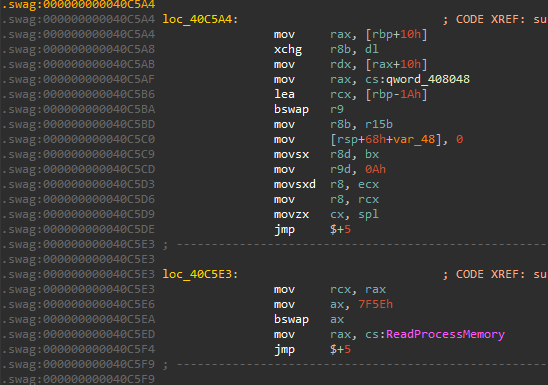 .swag:000000000040C5A4
.swag:000000000040C5A4 loc_40C5A4: ; CODE XREF: su
.swag:000000000040C5A4 mov rax, [rbp+10h]
.swag:000000000040C5A8 xchg r8b, dl
.swag:000000000040C5AB mov rdx, [rax+10h]
.swag:000000000040C5AF mov rax, cs:qword_408048
.swag:000000000040C5B6 lea rcx, [rbp-1Ah]
.swag:000000000040C5BA bswap r9
.swag:000000000040C5BD mov r8b, r15b
.swag:000000000040C5C0 mov [rsp+68h+var_48], 0
.swag:000000000040C5C9 movsx r8d, bx
.swag:000000000040C5CD mov r9d, 0Ah
.swag:000000000040C5D3 movsxd r8, ecx
.swag:000000000040C5D6 mov r8, rcx
.swag:000000000040C5D9 movzx cx, spl
.swag:000000000040C5DE jmp $+5
.swag:000000000040C5E3 ; ---------------------------------------------------
.swag:000000000040C5E3
.swag:000000000040C5E3 loc_40C5E3: ; CODE XREF: su
.swag:000000000040C5E3 mov rcx, rax
.swag:000000000040C5E6 mov ax, 7F5Eh
.swag:000000000040C5EA bswap ax
.swag:000000000040C5ED mov rax, cs:ReadProcessMemory
.swag:000000000040C5F4 jmp $+5
.swag:000000000040C5F9 ; ---------------------------------------------------
.swag:000000000040C5F9